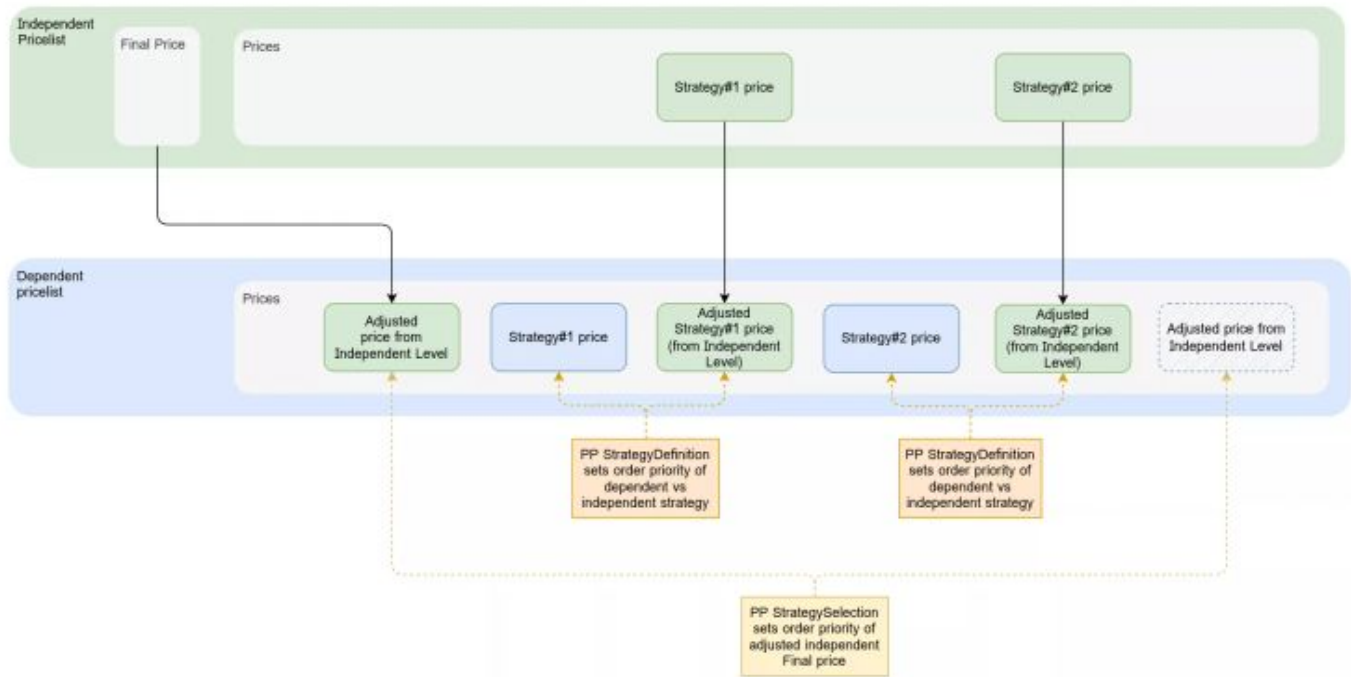 Independent
Pricelist
Final Price
Prices
Strategy#1 price
Strategy#2 price
Dependent
pricelist
Prices
Adjusted
price from
Independent Level
Strategy#1 price
Adjusted
Strategy#1 price
(from Independent
Level)
Strategy#2 price
Adjusted
Strategy#2 price
(from Independent
Level)
Adjusted price from
Independent Level
PP StrategyDefinition
sets order priority of
dependent vs
independent strategy
PP StrategyDefinition
sets order priority of
dependent vs
independent strategy
PP StrategySelection
sets order priority of
adjusted independent
Final price